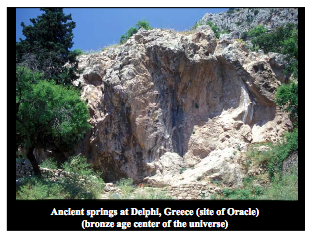 Ancient springs at Delphi, Greece (site of Oracle)
(bronze age center of the universe)